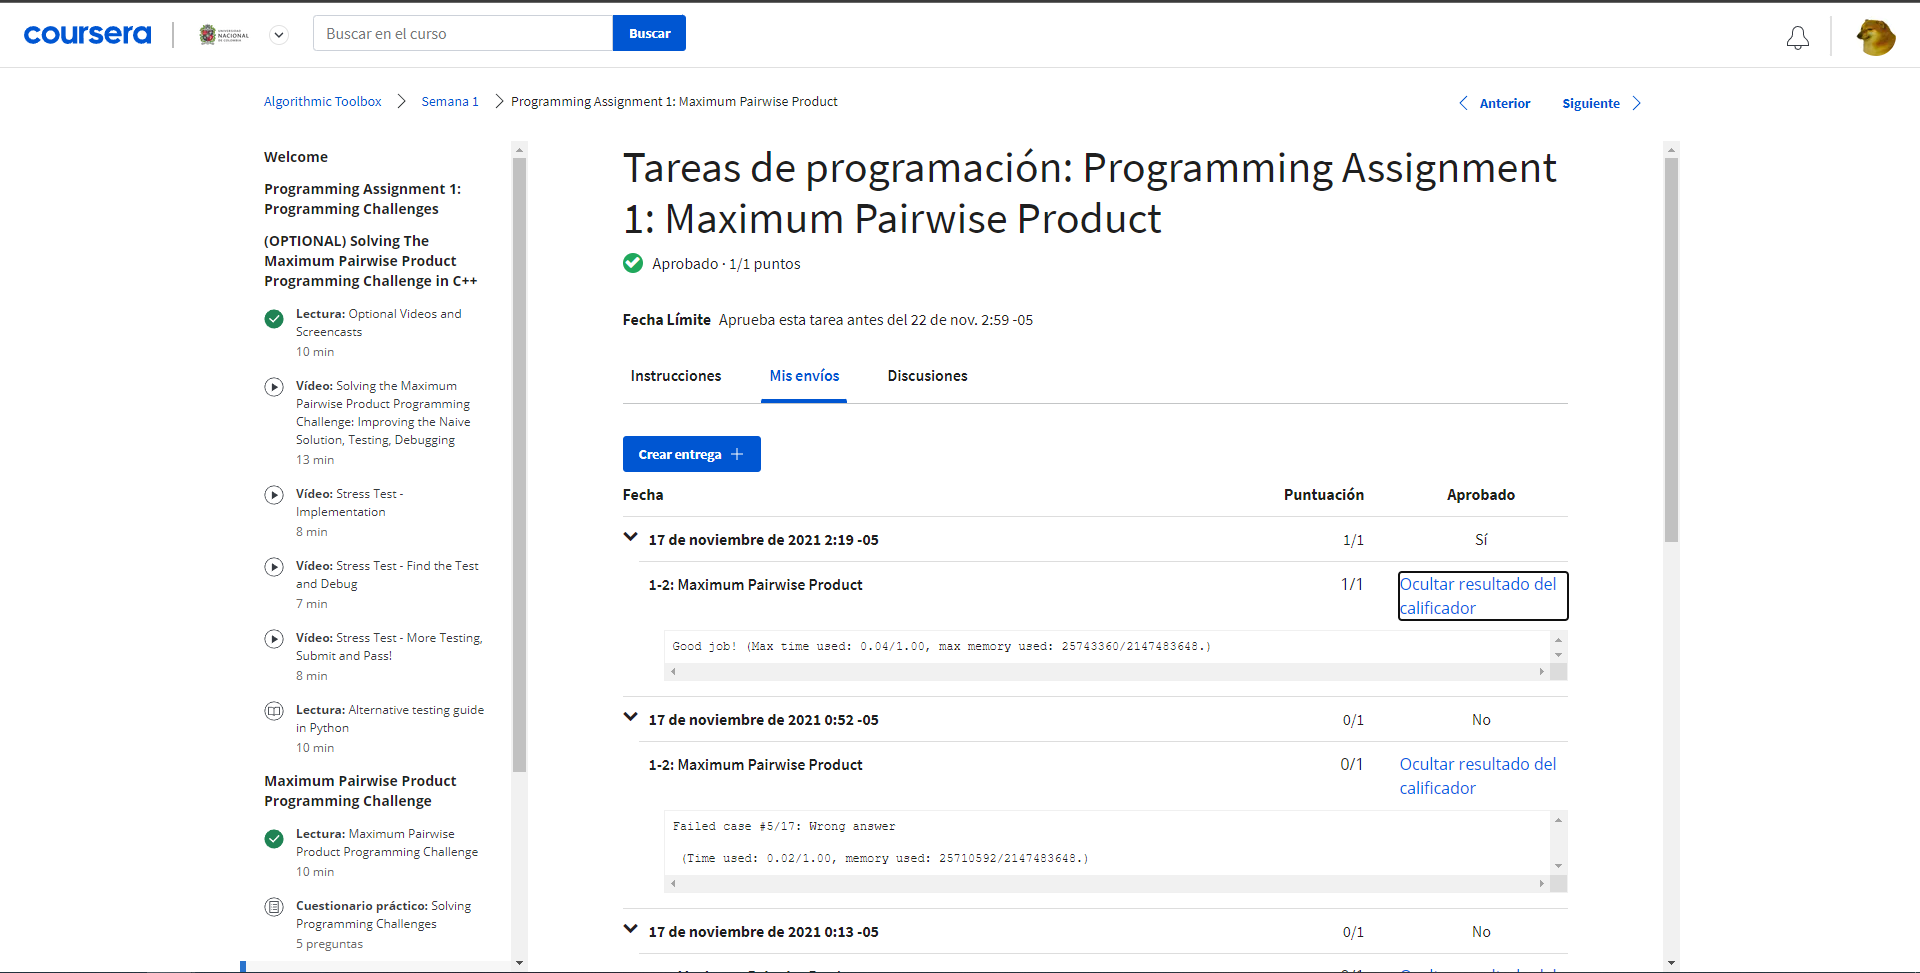 coursera
UNIVERSIDAD
NACIONAL
DE COLOMBIA
Buscar en el curso
Buscar
Algorithmic Toolbox
Semana 1
Programming Assignment 1: Maximum Pairwise Product
Anterior
Siguiente
Welcome
Programming Assignment 1:
Programming Challenges
(OPTIONAL) Solving The
Maximum Pairwise Product
Programming Challenge in C++
Lectura: Optional Videos and
Screencasts
10 min
Vídeo: Solving the Maximum
Pairwise Product Programming
Challenge: Improving the Naive
Solution, Testing, Debugging
13 min
Vídeo: Stress Test -
Implementation
8 min
Vídeo: Stress Test - Find the Test
and Debug
7 min
Vídeo: Stress Test - More Testing,
Submit and Pass!
8 min
Lectura: Alternative testing guide
in Python
10 min
Maximum Pairwise Product
Programming Challenge
Lectura: Maximum Pairwise
Product Programming Challenge
10 min
Cuestionario práctico: Solving
Programming Challenges
5 preguntas
Tareas de programación: Programming Assignment
1: Maximum Pairwise Product
Aprobado · 1/1 puntos
Fecha Límite Aprueba esta tarea antes del 22 de nov. 2:59 -05
Instrucciones
Mis envíos
Discusiones
Crear entrega
Fecha Puntuación Aprobado
17 de noviembre de 2021 2:19 -05 1/1 Sí
1-2: Maximum Pairwise Product 1/1 Ocultar resultado del
calificador
Good job! (Max time used: 0.04/1.00, max memory used: 25743360/2147483648.)
17 de noviembre de 2021 0:52 -05 0/1 No
1-2: Maximum Pairwise Product 0/1 Ocultar resultado del
calificador
Failed case #5/17: Wrong answer
(Time used: 0.02/1.00, memory used: 25710592/2147483648.)
17 de noviembre de 2021 0:13 -05 0/1 No